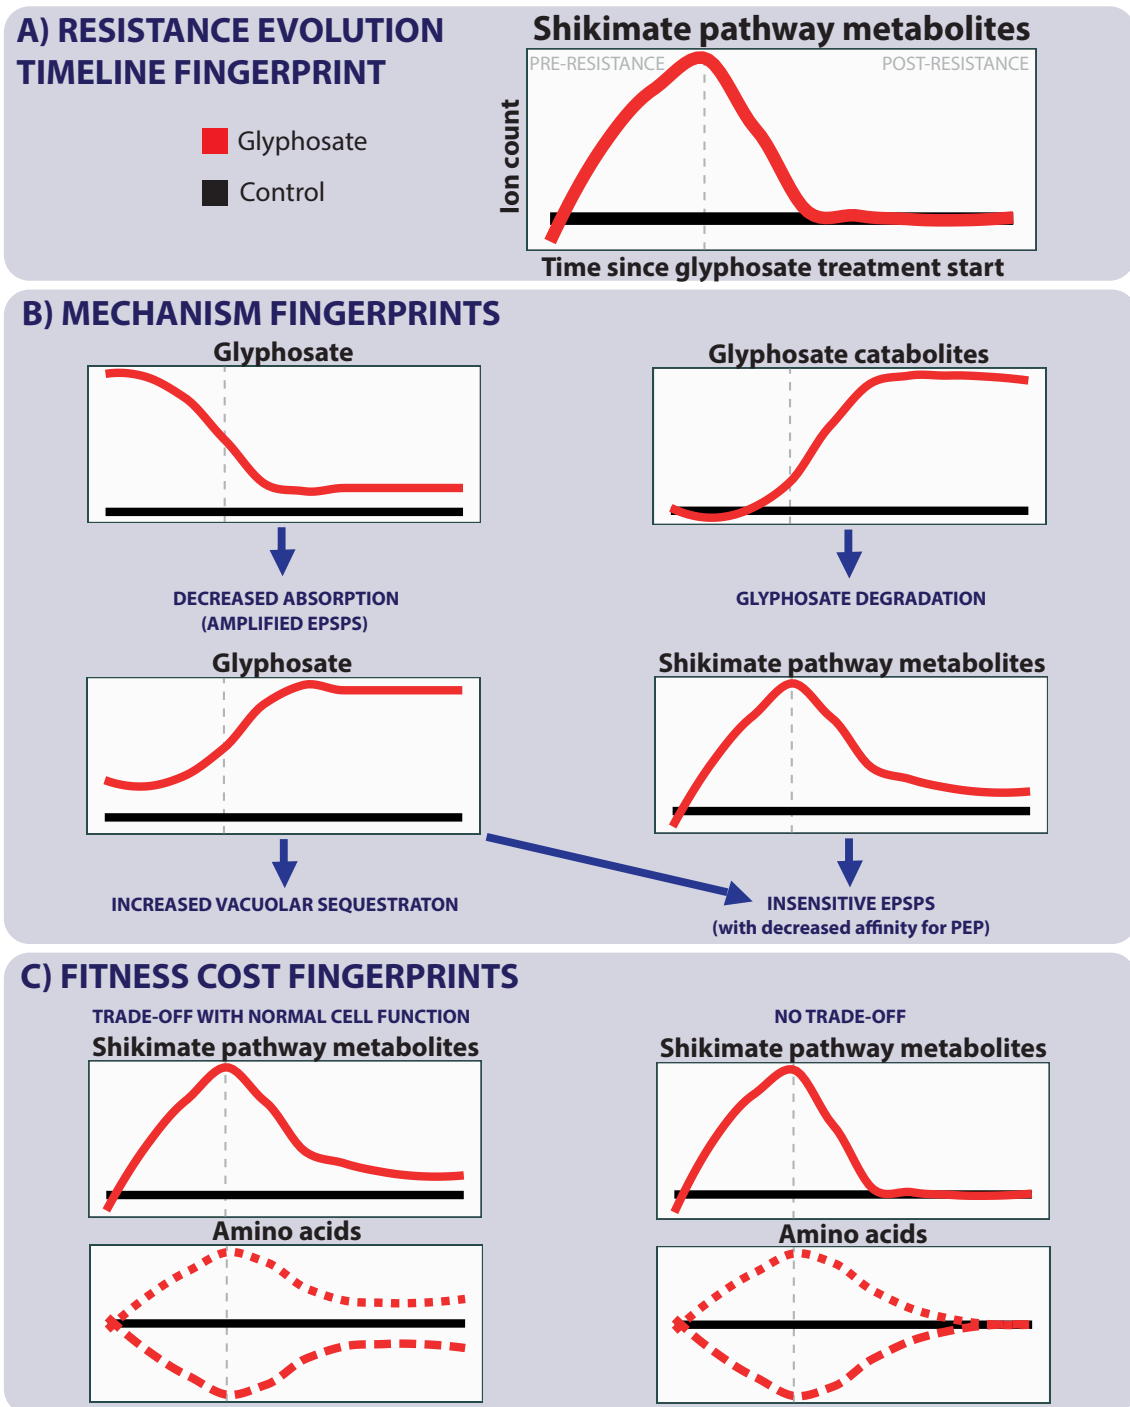 A) RESISTANCE EVOLUTION
TIMELINE FINGERPRINT
Glyphosate
Control
Shikimate pathway metabolites
PRE-RESISTANCE
POST-RESISTANCE
Ion count
Time since glyphosate treatment start
B) MECHANISM FINGERPRINTS
Glyphosate
Glyphosate catabolites
DECREASED ABSORPTION
(AMPLIFIED EPSPS)
GLYPHOSATE DEGRADATION
Glyphosate
Shikimate pathway metabolites
INCREASED VACUOLAR SEQUESTRATON
INSENSITIVE EPSPS
(with decreased affinity for PEP)
C) FITNESS COST FINGERPRINTS
TRADE-OFF WITH NORMAL CELL FUNCTION
Shikimate pathway metabolites
Amino acids
NO TRADE-OFF
Shikimate pathway metabolites
Amino acids